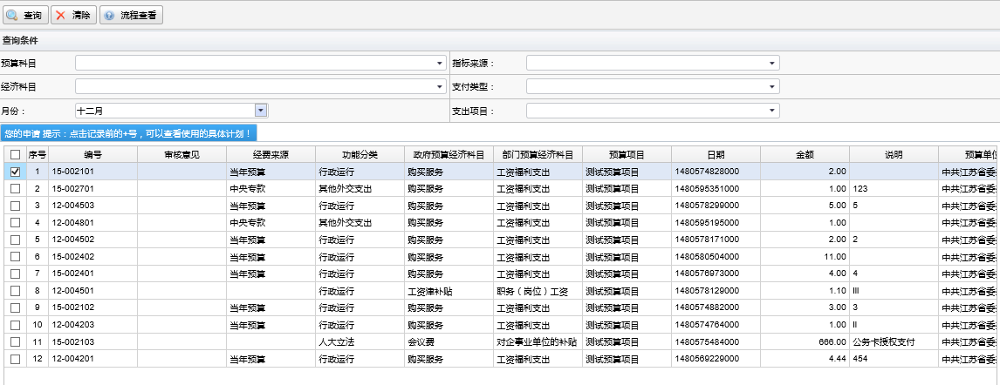 查询 清除 流程查看
查询条件
预算科目 指标来源：
经济科目 支付类型：
月份： 十二月 支出项目：
您的申请 提示：点击记录前的+号，可以查看使用的具体计划！
序号 编号 审核意见 经费来源 功能分类 政府预算经济科目 部门预算经济科目 预算项目 日期 金额 说明 预算单位
1 15-002101 当年预算 行政运行 购买服务 工资福利支出 测试预算项目 1480574828000 2.00 中共江苏省委
2 15-002701 中央专款 其他外交支出 购买服务 工资福利支出 测试预算项目 1480595351000 1.00 123 中共江苏省委
3 12-004503 当年预算 行政运行 购买服务 工资福利支出 测试预算项目 1480578299000 5.00 5 中共江苏省委
4 12-004801 中央专款 其他外交支出 购买服务 工资福利支出 测试预算项目 1480595195000 1.00 中共江苏省委
5 12-004502 当年预算 行政运行 购买服务 工资福利支出 测试预算项目 1480578171000 2.00 2 中共江苏省委
6 15-002402 当年预算 行政运行 购买服务 工资福利支出 测试预算项目 1480580504000 11.00 中共江苏省委
7 15-002401 当年预算 行政运行 购买服务 工资福利支出 测试预算项目 1480576973000 4.00 4 中共江苏省委
8 12-004501 行政运行 工资津补贴 职务（岗位）工资 测试预算项目 1480578129000 1.10 lll 中共江苏省委
9 15-002102 当年预算 行政运行 购买服务 工资福利支出 测试预算项目 1480574882000 3.00 3 中共江苏省委
10 12-004203 当年预算 行政运行 购买服务 工资福利支出 测试预算项目 1480574764000 1.00 ll 中共江苏省委
11 15-002103 人大立法 会议费 对企事业单位的补贴 测试预算项目 1480575484000 666.00 公务卡授权支付 中共江苏省委
12 12-004201 当年预算 行政运行 购买服务 工资福利支出 测试预算项目 1480569229000 4.44 454 中共江苏省委